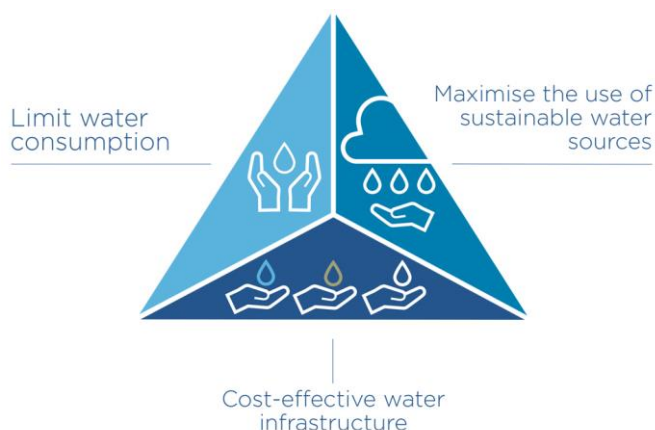 Limit water
consumption
Maximise the use of
sustainable water
sources
Cost-effective water
infrastructure